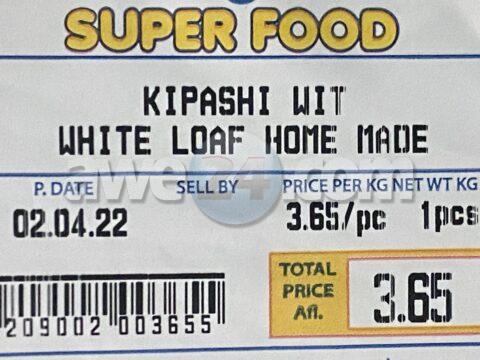 SUPER FOOD
KIPASHI WIT
WHITE LOAF HOME MADE
awe24.com
P. DATE SELL BY PRICE PER KG NET WT KG
02.04.22 3.65/pc 1pcs
TOTAL PRICE Afl. 3.65
209002 003655